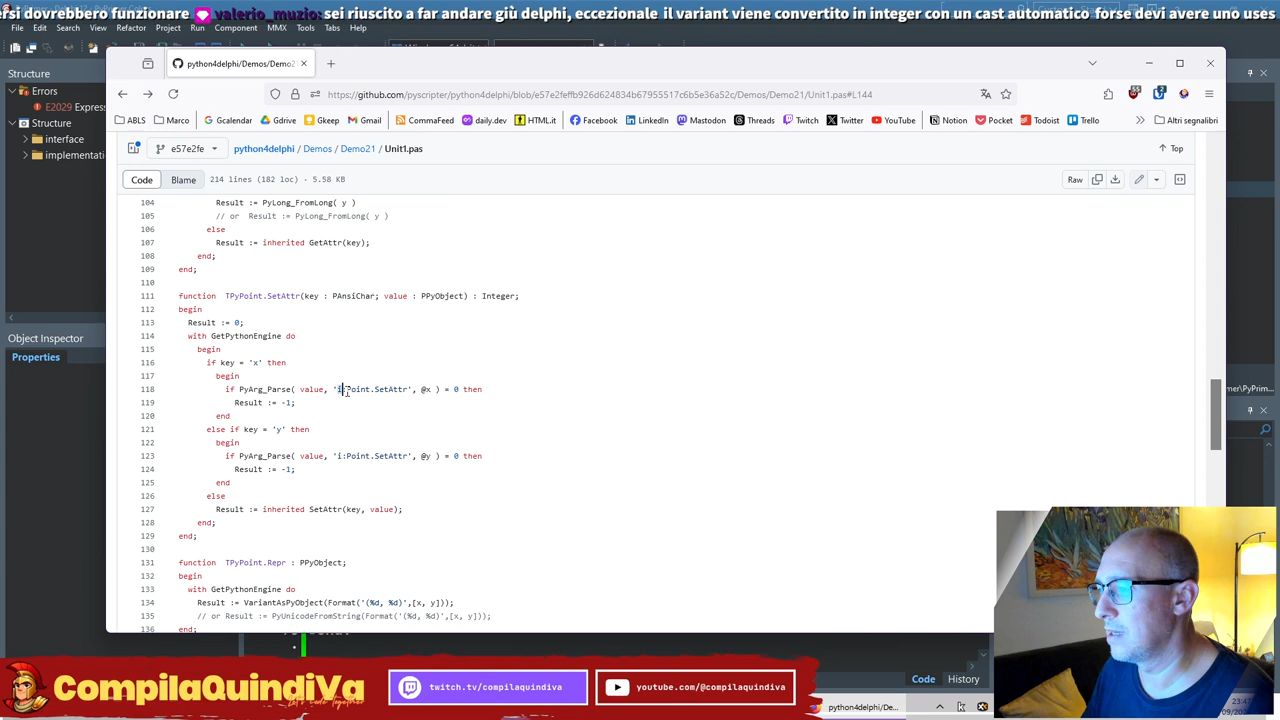 ersi dovrebbero funzionare valerio_muzio: sei riuscito a far andare giù delphi, eccezionale il variant viene convertito in integer con un cast automatico forse devi avere uno uses
File Edit Search View Refactor Project Run Component MMX Tools Tabs Help
Structure
Errors
E2029 Express
Structure
interface
implementatio
Object Inspector
Properties
python4delphi/Demos/Demo21
https://github.com/pyscripter/python4delphi/blob/e57e2feffb926d624834b67955517c6b5e36a52c/Demos/Demo21/Unit1.pas#L144
ABLS Marco Gcalendar Gdrive Gkeep Gmail CommaFeed daily.dev HTML.it Facebook LinkedIn Mastodon Threads Twitch Twitter YouTube Notion Pocket Todoist Trello Altri segnalibri
e57e2fe python4delphi / Demos / Demo21 / Unit1.pas Top
Code Blame 214 lines (182 loc) · 5.58 KB Raw
104 Result := PyLong_FromLong( y )
105 // or Result := PyLong_FromLong( y )
106 else
107 Result := inherited GetAttr(key);
108 end;
109 end;
110
111 function TPyPoint.SetAttr(key : PAnsiChar; value : PPyObject) : Integer;
112 begin
113 Result := 0;
114 with GetPythonEngine do
115 begin
116 if key = 'x' then
117 begin
118 if PyArg_Parse( value, 'i:Point.SetAttr', @x ) = 0 then
119 Result := -1;
120 end
121 else if key = 'y' then
122 begin
123 if PyArg_Parse( value, 'i:Point.SetAttr', @y ) = 0 then
124 Result := -1;
125 end
126 else
127 Result := inherited SetAttr(key, value);
128 end;
129 end;
130
131 function TPyPoint.Repr : PPyObject;
132 begin
133 with GetPythonEngine do
134 Result := VariantAsPyObject(Format('(%d, %d)',[x, y]));
135 // or Result := PyUnicodeFromString(Format('(%d, %d)',[x, y]));
136 end;
Code History
CompilaQuindiVa
Let's code Together
twitch.tv/compilaquindiva
youtube.com/@compilaquindiva
python4delphi/De...